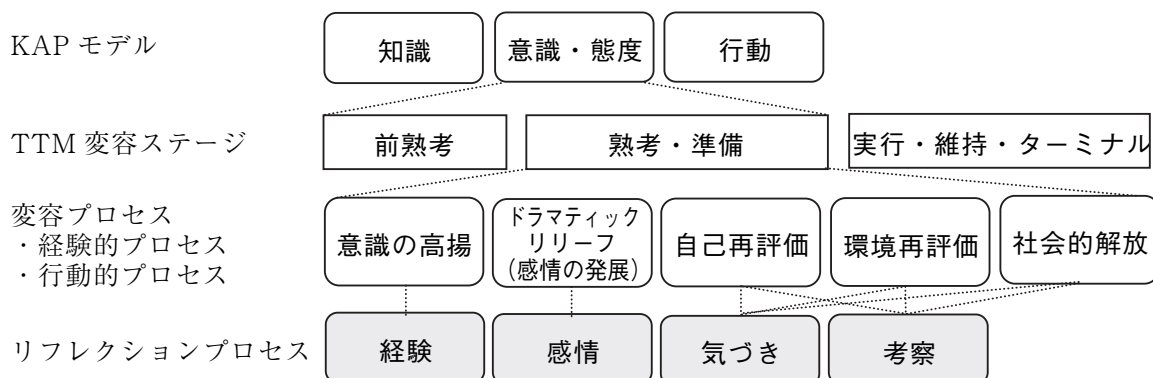 KAP モデル
知識
意識・態度
行動
TTM 変容ステージ
前熟考
熟考・準備
実行・維持・ターミナル
変容プロセス
・経験的プロセス
・行動的プロセス
意識の高揚
ドラマティック
リリーフ
(感情の発展)
自己再評価
環境再評価
社会的解放
リフレクションプロセス
経験
感情
気づき
考察